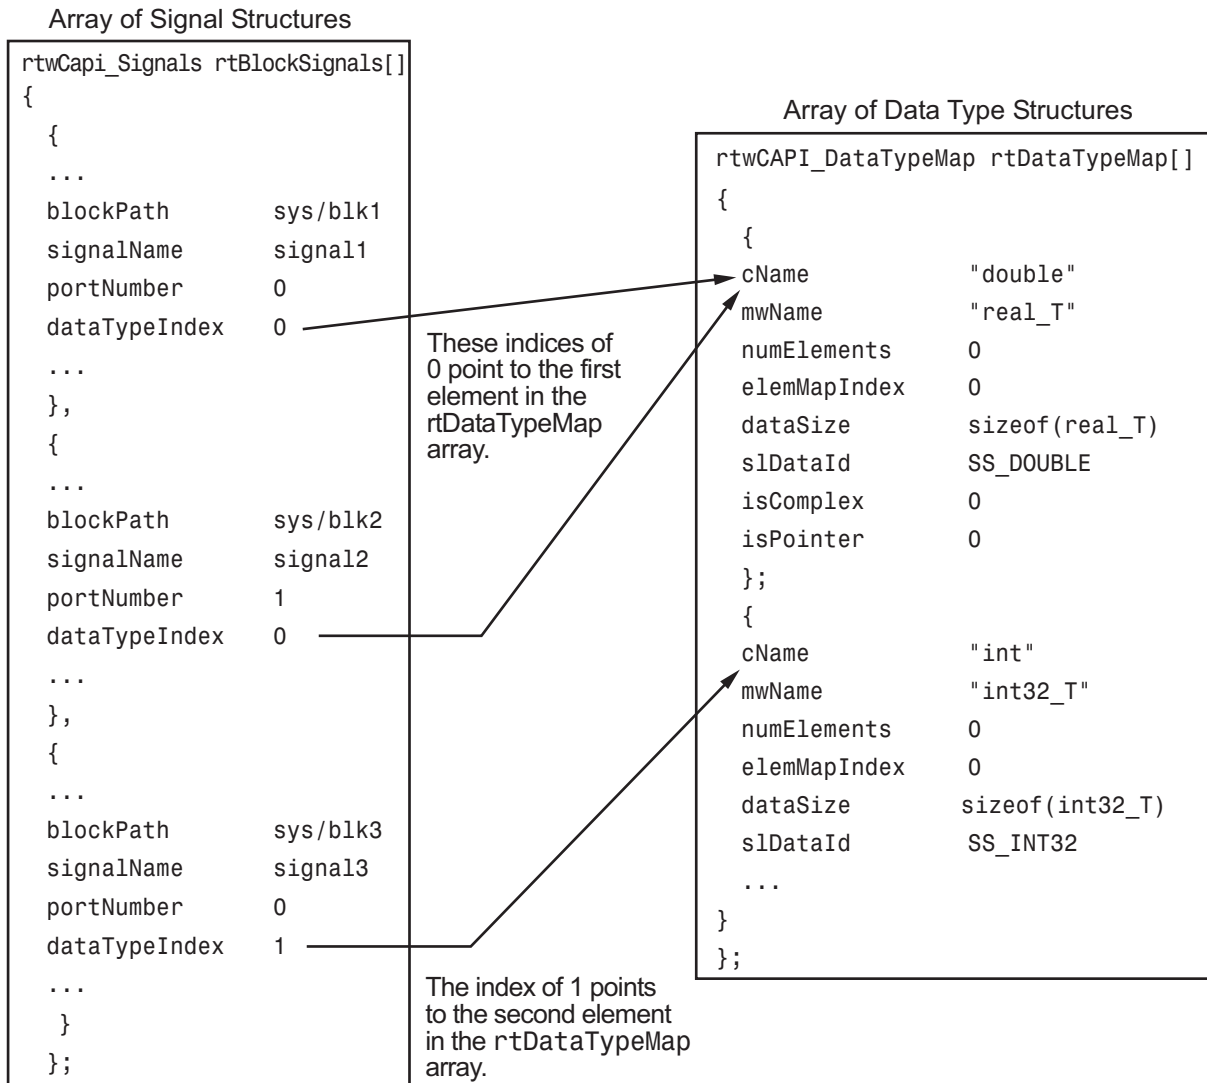 Array of Signal Structures
rtwCapi_Signals rtBlockSignals[]
{
{
...
blockPath sys/blk1
signalName signal1
portNumber 0
dataTypeIndex 0
...
},
{
...
blockPath sys/blk2
signalName signal2
portNumber 1
dataTypeIndex 0
...
},
{
...
blockPath sys/blk3
signalName signal3
portNumber 0
dataTypeIndex 1
...
}
};
These indices of
0 point to the first
element in the
rtDataTypeMap
array.
The index of 1 points
to the second element
in the rtDataTypeMap
array.
Array of Data Type Structures
rtwCAPI_DataTypeMap rtDataTypeMap[]
{
{
cName "double"
mwName "real_T"
numElements 0
elemMapIndex 0
dataSize sizeof(real_T)
slDataId SS_DOUBLE
isComplex 0
isPointer 0
};
{
cName "int"
mwName "int32_T"
numElements 0
elemMapIndex 0
dataSize sizeof(int32_T)
slDataId SS_INT32
...
}
};